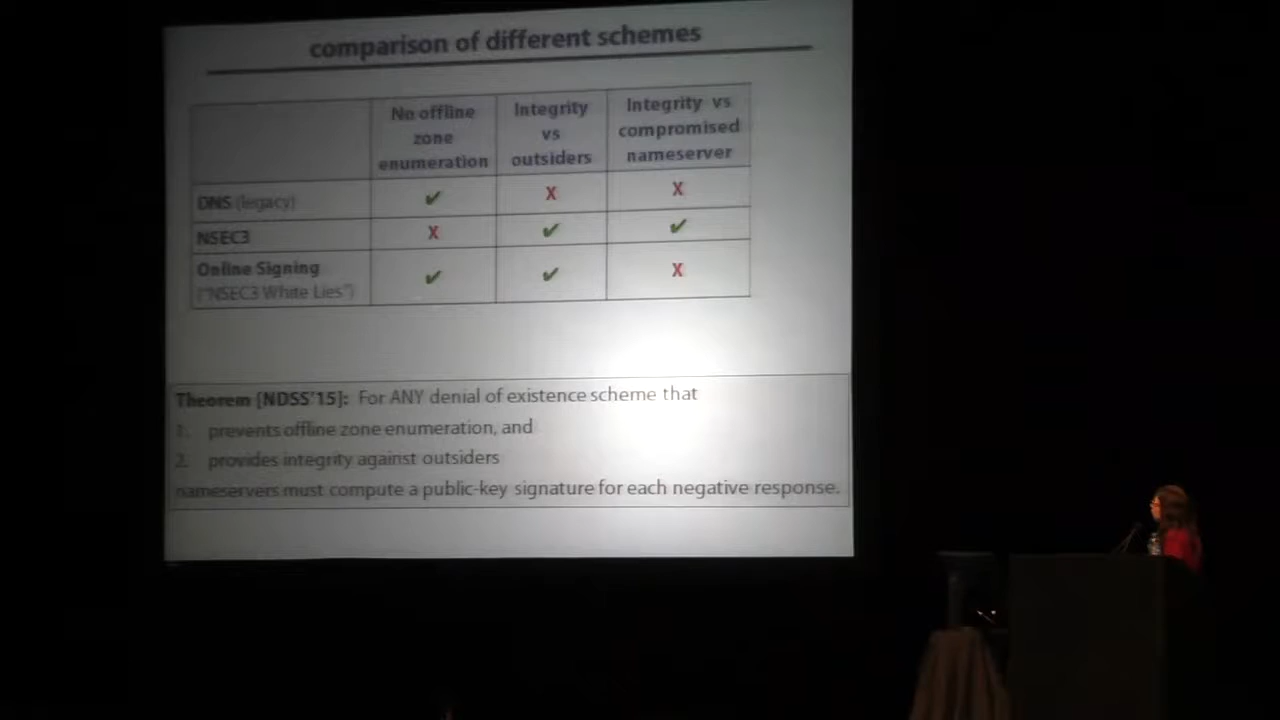 comparison of different schemes
No offline zone enumeration
Integrity vs outsiders
Integrity vs compromised nameserver
DNS (legacy) ✔ X X
NSEC3 X ✔ ✔
Online Signing ("NSEC3 White Lies") ✔ ✔ X
Theorem [NDSS'15]: For ANY denial of existence scheme that
1. prevents offline zone enumeration, and
2. provides integrity against outsiders
nameservers must compute a public-key signature for each negative response.